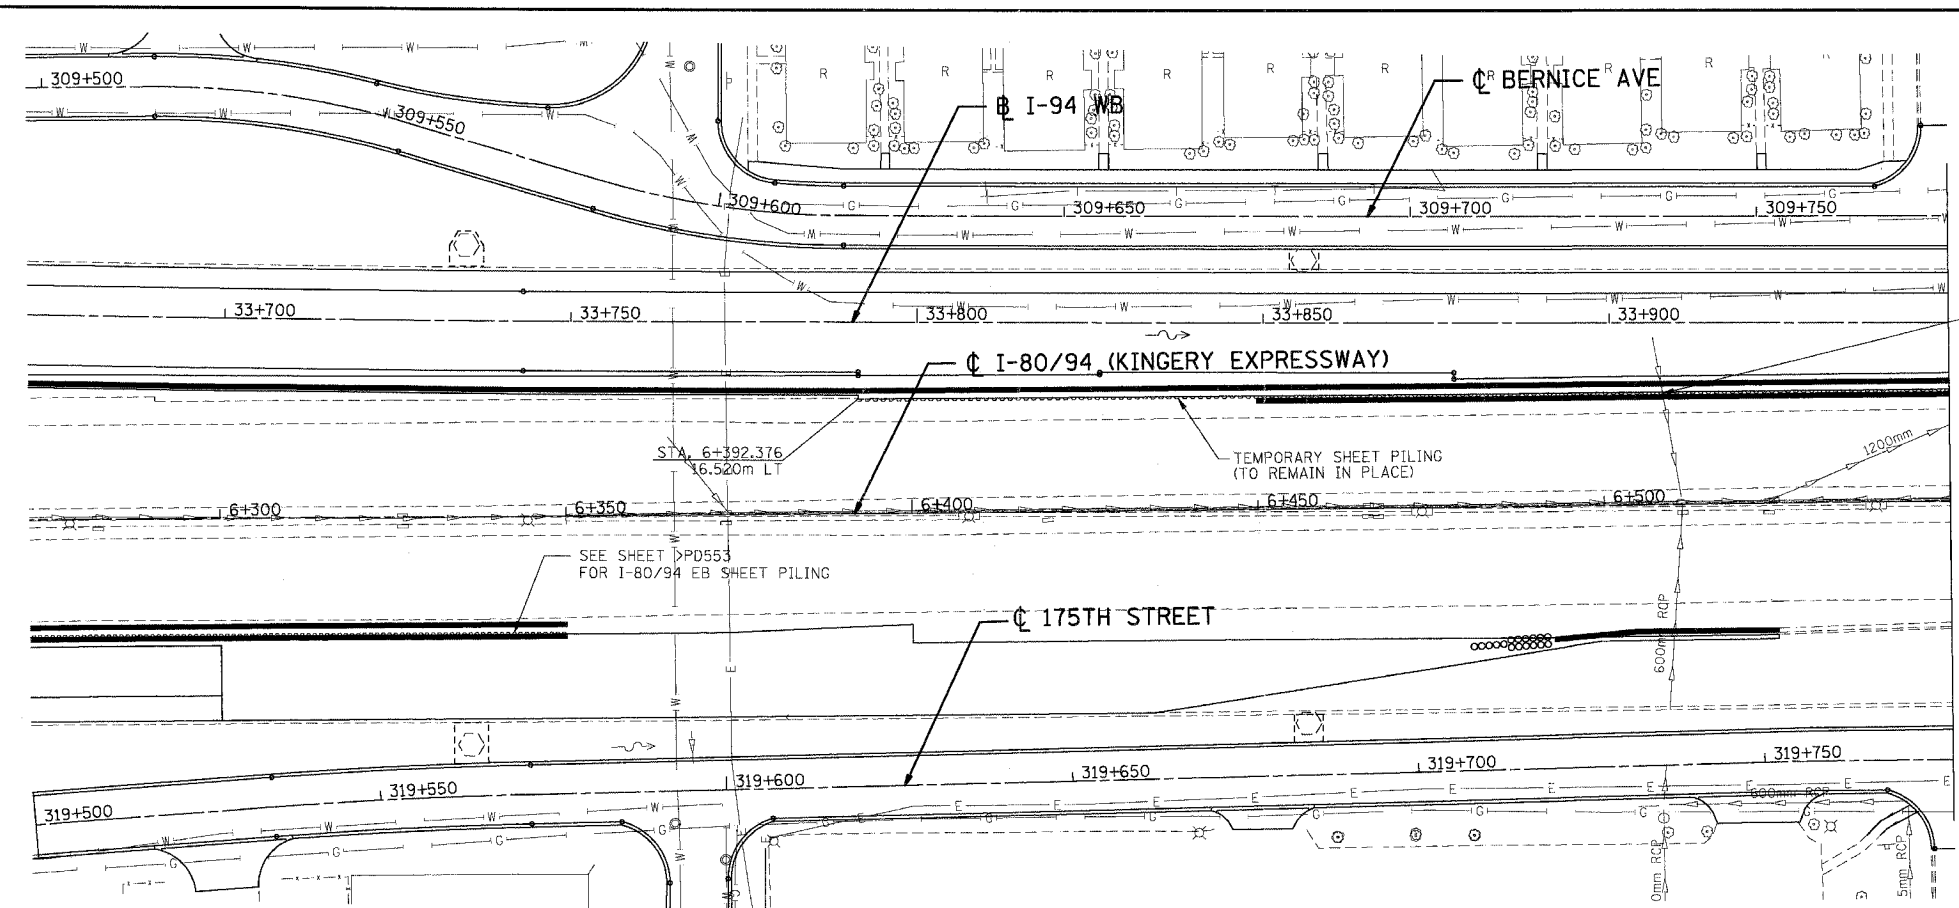 W W W W
309+500
R R R R R R R R R
℄ BERNICE AVE
B I-94 WB
W W W W
309+550
309+600 309+650 309+700 309+750
G G G G G G
W W W W W W W W
W W W W W W W W
33+700 33+750 33+800 33+850 33+900
℄ I-80/94 (KINGERY EXPRESSWAY)
STA. 6+392.376
16.520m LT
TEMPORARY SHEET PILING
(TO REMAIN IN PLACE)
1200mm
6+300 6+350 6+400 6+450 6+500
SEE SHEET >PD553
FOR I-80/94 EB SHEET PILING
600mm RCP
℄ 175TH STREET
E
W
319+500 319+550 319+600 319+650 319+700 319+750
E E E E E E E E
600mm RCP
W W W W
G G G G G G G
0mm RCP
5mm RCP